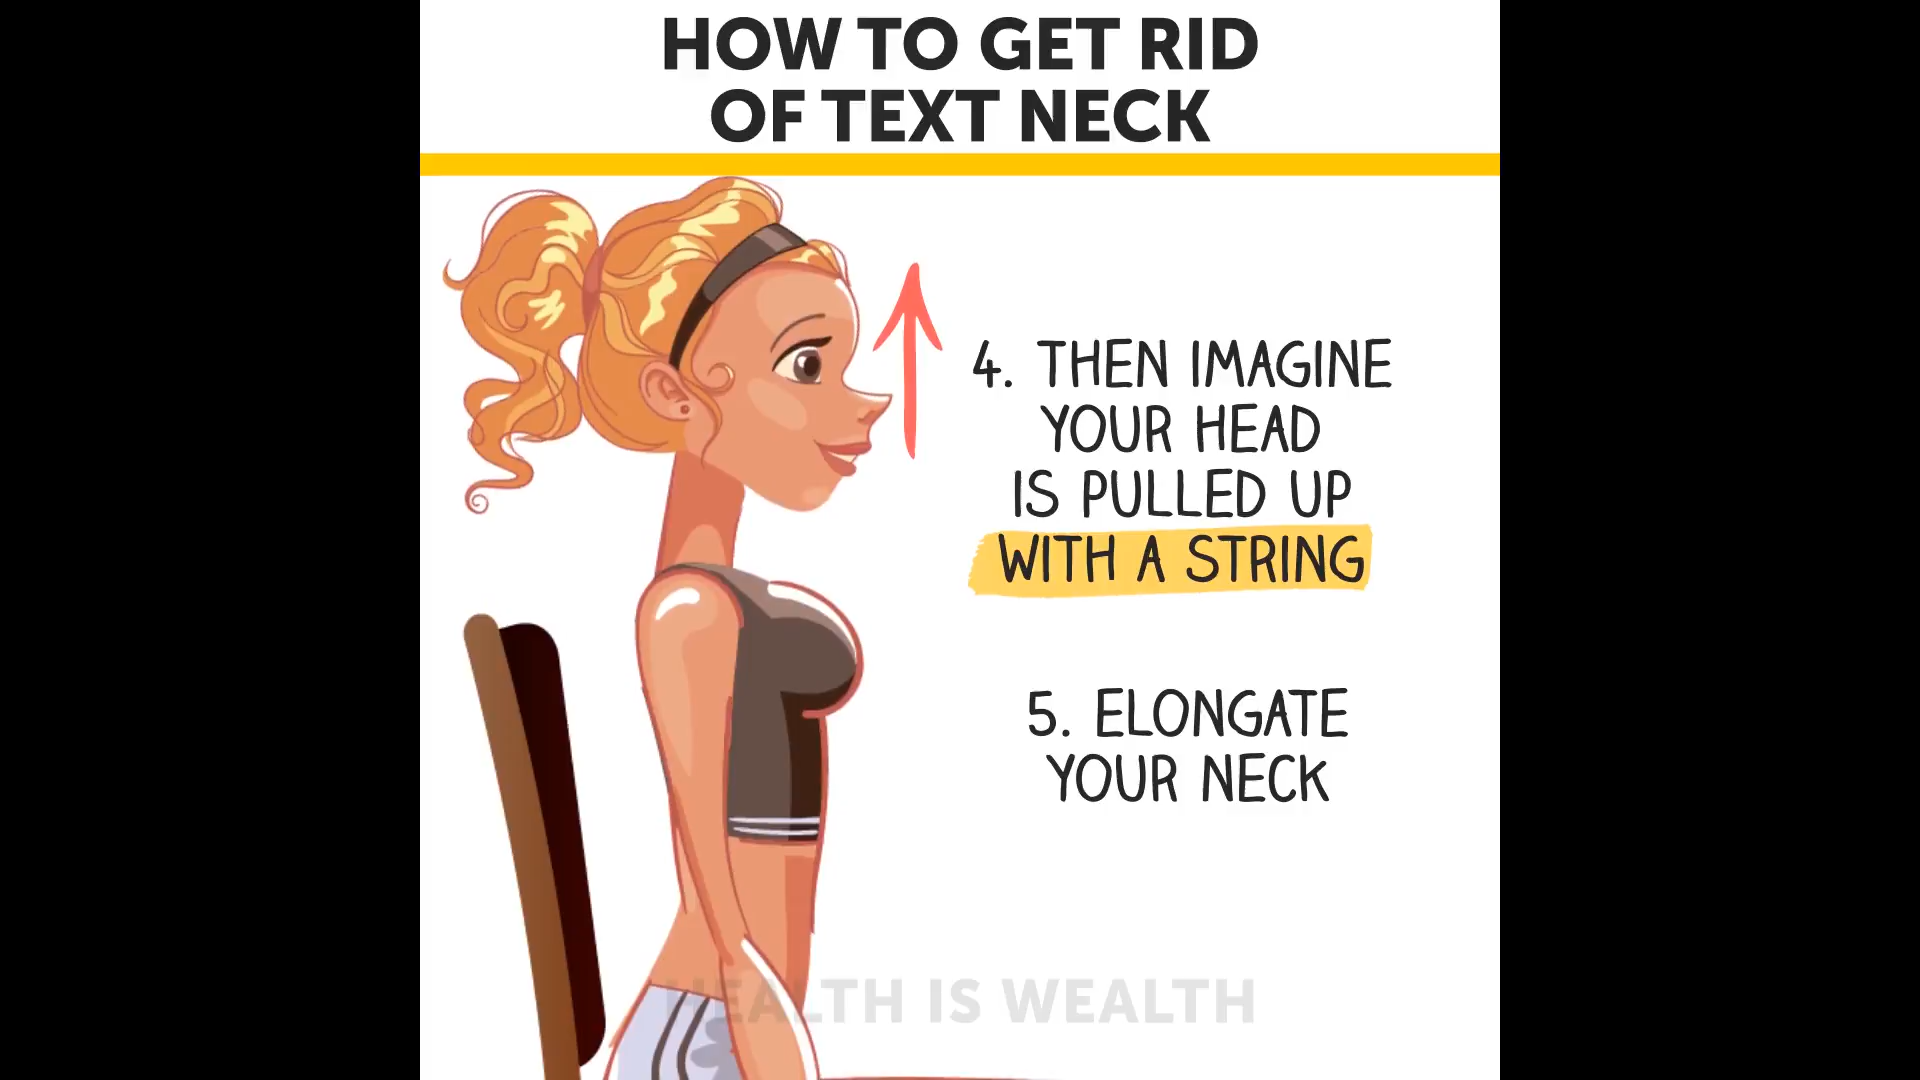 HOW TO GET RID
OF TEXT NECK
4. THEN IMAGINE
YOUR HEAD
IS PULLED UP
WITH A STRING
5. ELONGATE
YOUR NECK
HEALTH IS WEALTH